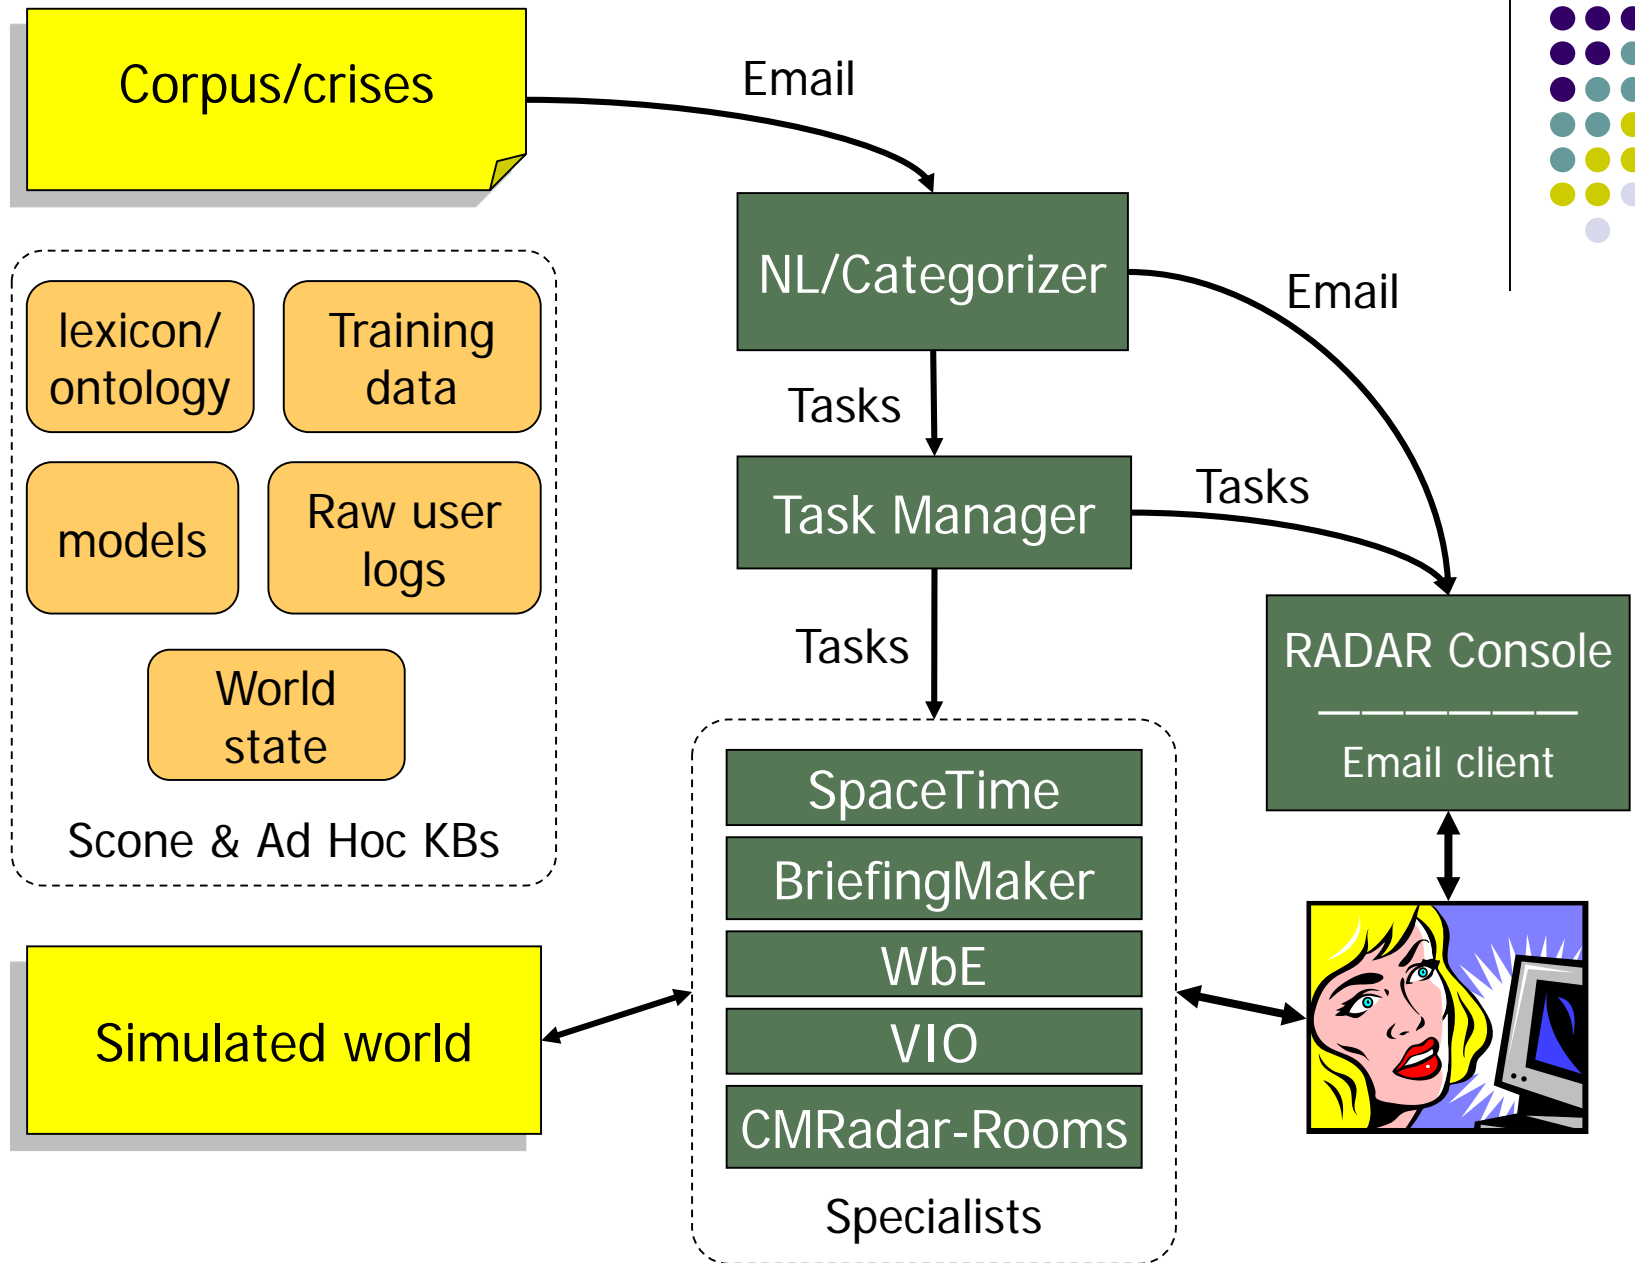 Corpus/crises
Email
NL/Categorizer
Email
lexicon/
ontology
Training
data
Tasks
models
Raw user
logs
Task Manager
Tasks
World
state
Tasks
RADAR Console
Email client
Scone & Ad Hoc KBs
SpaceTime
BriefingMaker
WbE
VIO
CMRadar-Rooms
Specialists
Simulated world